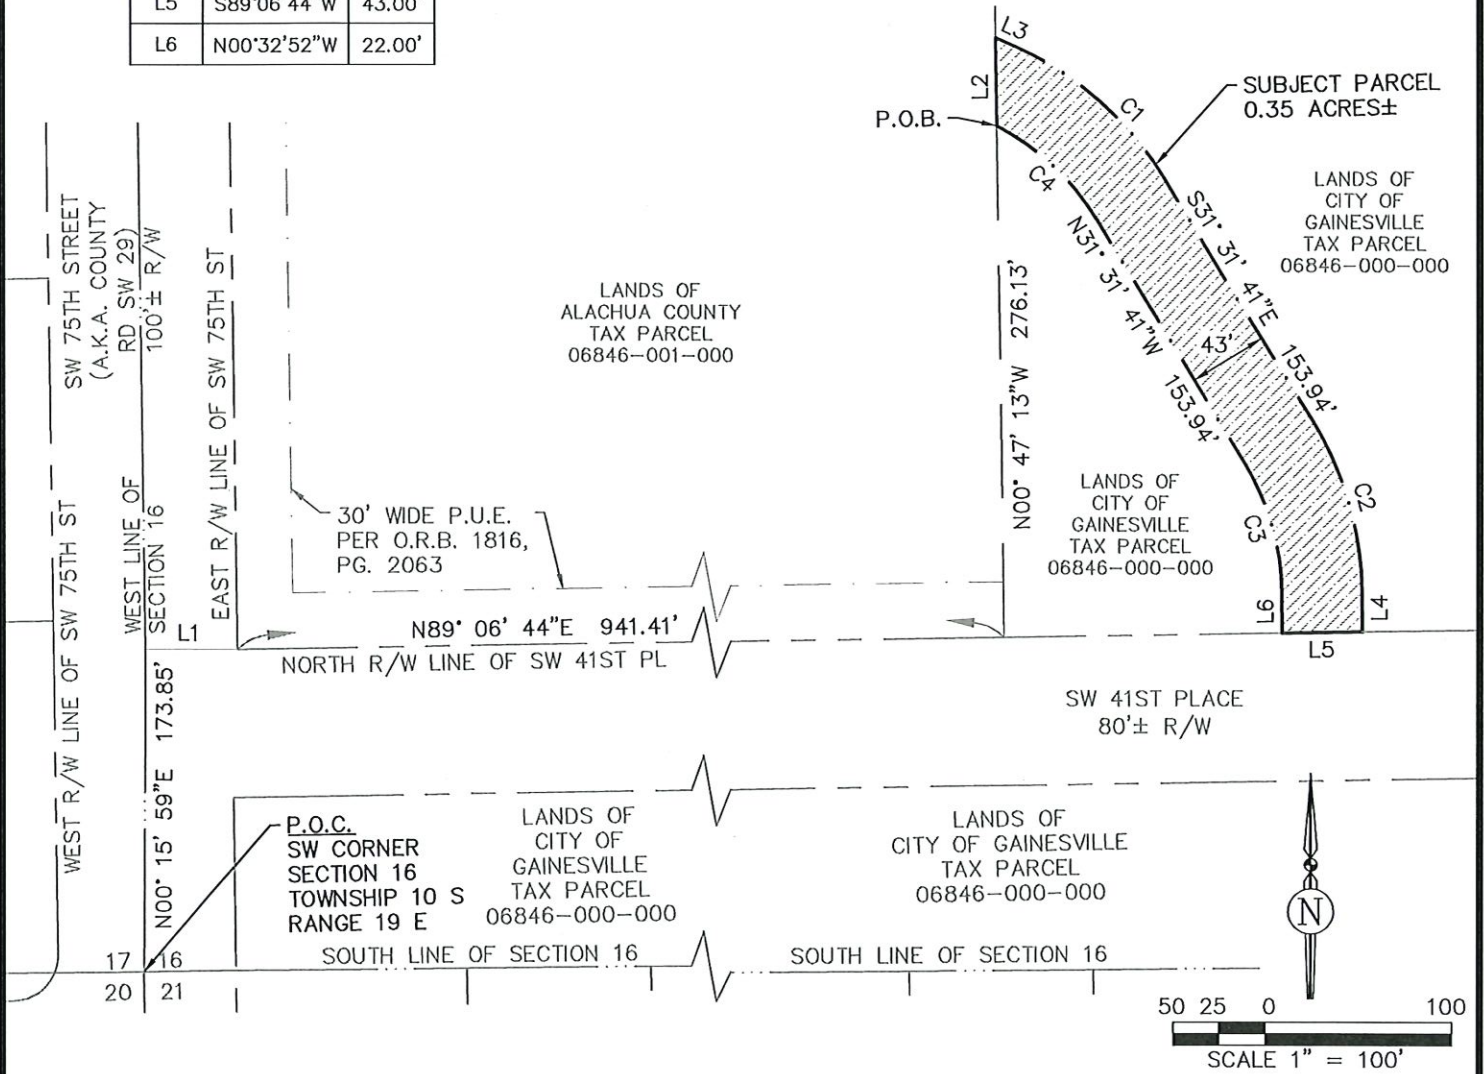 L5 S89°06'44"W 43.00'
L6 N00°32'52"W 22.00'
L3
L2
C1
SUBJECT PARCEL
0.35 ACRES±
P.O.B.
C4
LANDS OF
CITY OF
GAINESVILLE
TAX PARCEL
06846-000-000
S31° 31' 41"E 153.94'
N31° 31' 41"W 153.94'
43'
SW 75TH STREET
(A.K.A. COUNTY
RD SW 29)
100'± R/W
EAST R/W LINE OF SW 75TH ST
LANDS OF
ALACHUA COUNTY
TAX PARCEL
06846-001-000
N00° 47' 13"W 276.13'
WEST R/W LINE OF SW 75TH ST
WEST LINE OF
SECTION 16
30' WIDE P.U.E.
PER O.R.B. 1816,
PG. 2063
LANDS OF
CITY OF
GAINESVILLE
TAX PARCEL
06846-000-000
C2
C3
L6
L4
L5
L1
N89° 06' 44"E 941.41'
NORTH R/W LINE OF SW 41ST PL
SW 41ST PLACE
80'± R/W
N00° 15' 59"E 173.85'
P.O.C.
SW CORNER
SECTION 16
TOWNSHIP 10 S
RANGE 19 E
LANDS OF
CITY OF
GAINESVILLE
TAX PARCEL
06846-000-000
LANDS OF
CITY OF GAINESVILLE
TAX PARCEL
06846-000-000
N
17 16
20 21
SOUTH LINE OF SECTION 16
SOUTH LINE OF SECTION 16
50 25 0 100
SCALE 1" = 100'